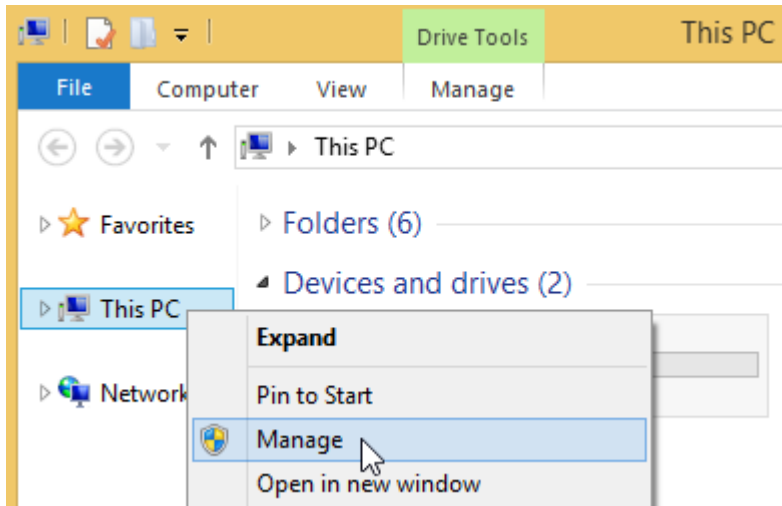 Drive Tools
This PC
File Computer View Manage
This PC
Favorites
Folders (6)
Devices and drives (2)
This PC
Expand
Network
Pin to Start
Manage
Open in new window